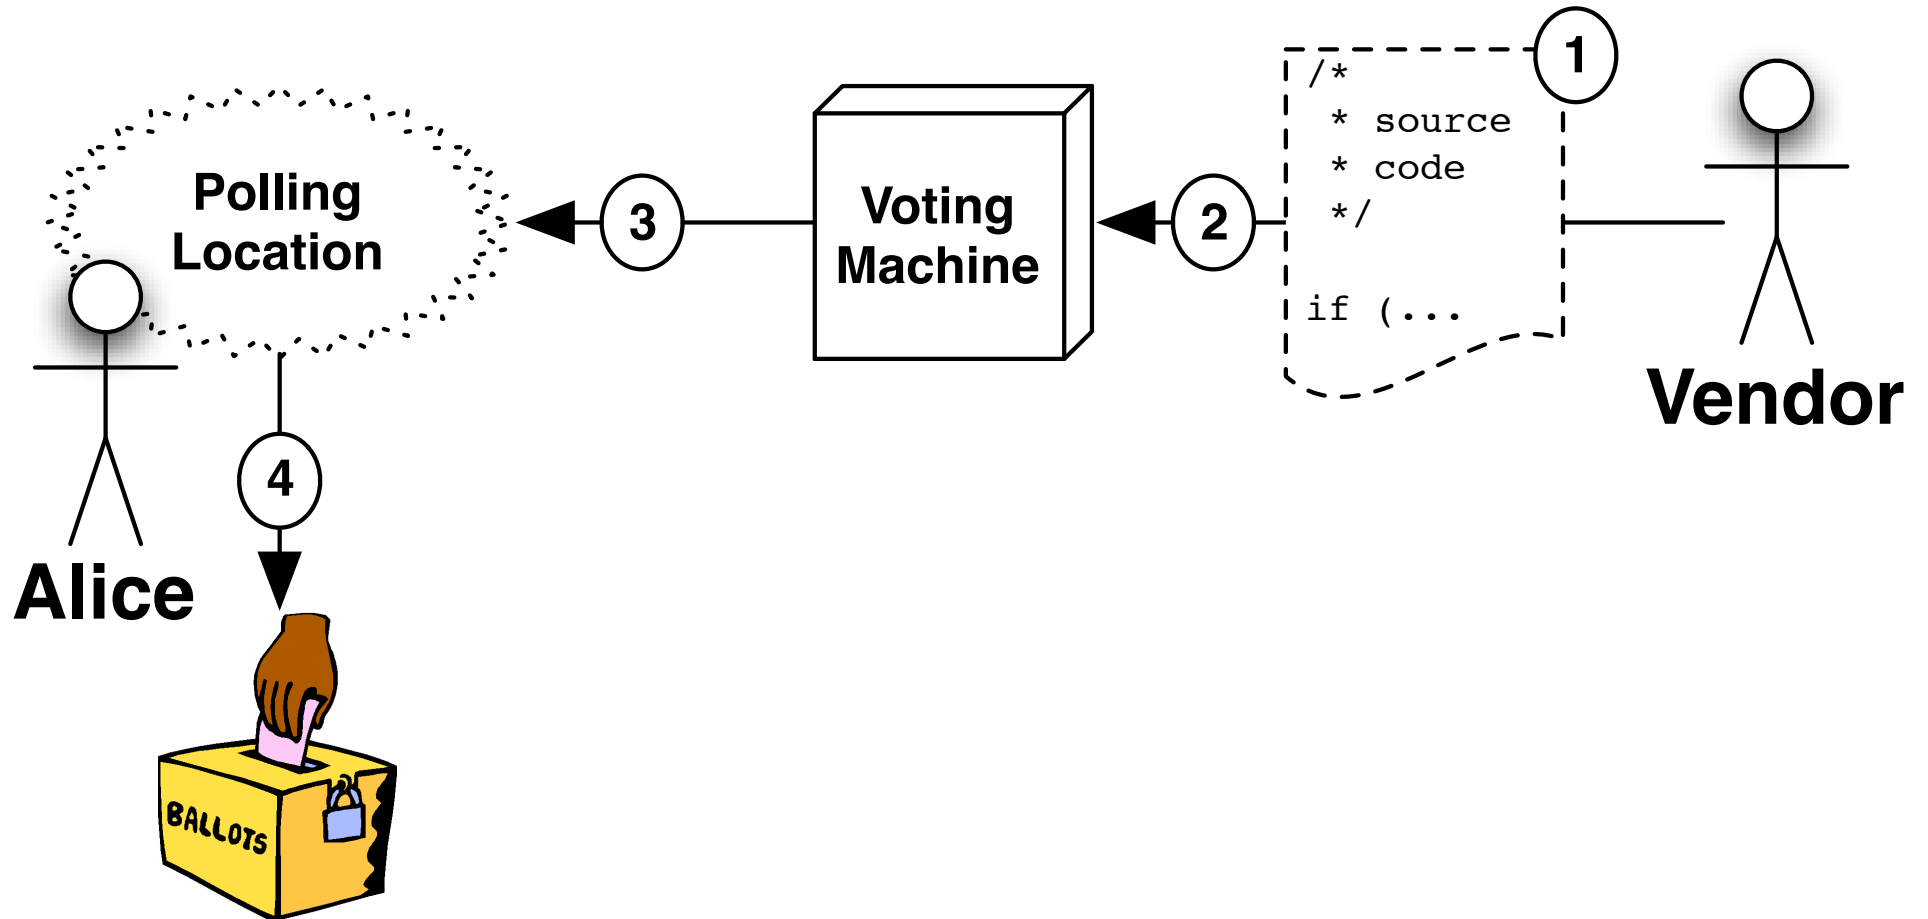 1
/*
* source
* code
*/
if (...
2
3
4
Polling
Location
Voting
Machine
Vendor
Alice
BALLOTS